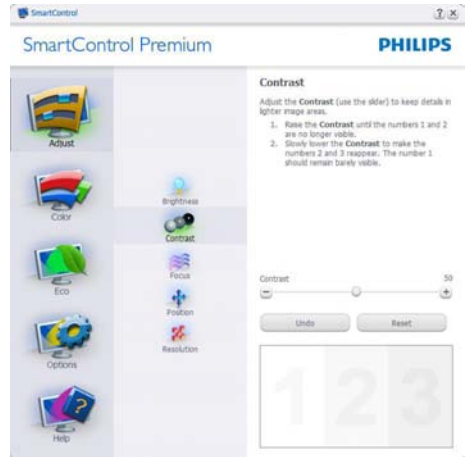 SmartControl
SmartControl Premium
PHILIPS
Adjust
Color
Eco
Options
Help
Brightness
Contrast
Focus
Position
Resolution
Contrast
Adjust the Contrast (use the slider) to keep details in
lighter image areas.
1. Raise the Contrast until the numbers 1 and 2
are no longer visible.
2. Slowly lower the Contrast to make the
numbers 2 and 3 reappear. The number 1
should remain barely visible.
Contrast 50
Undo Reset
1 2 3